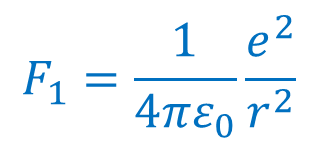 F₁ = 1/(4πε₀) e²/r²